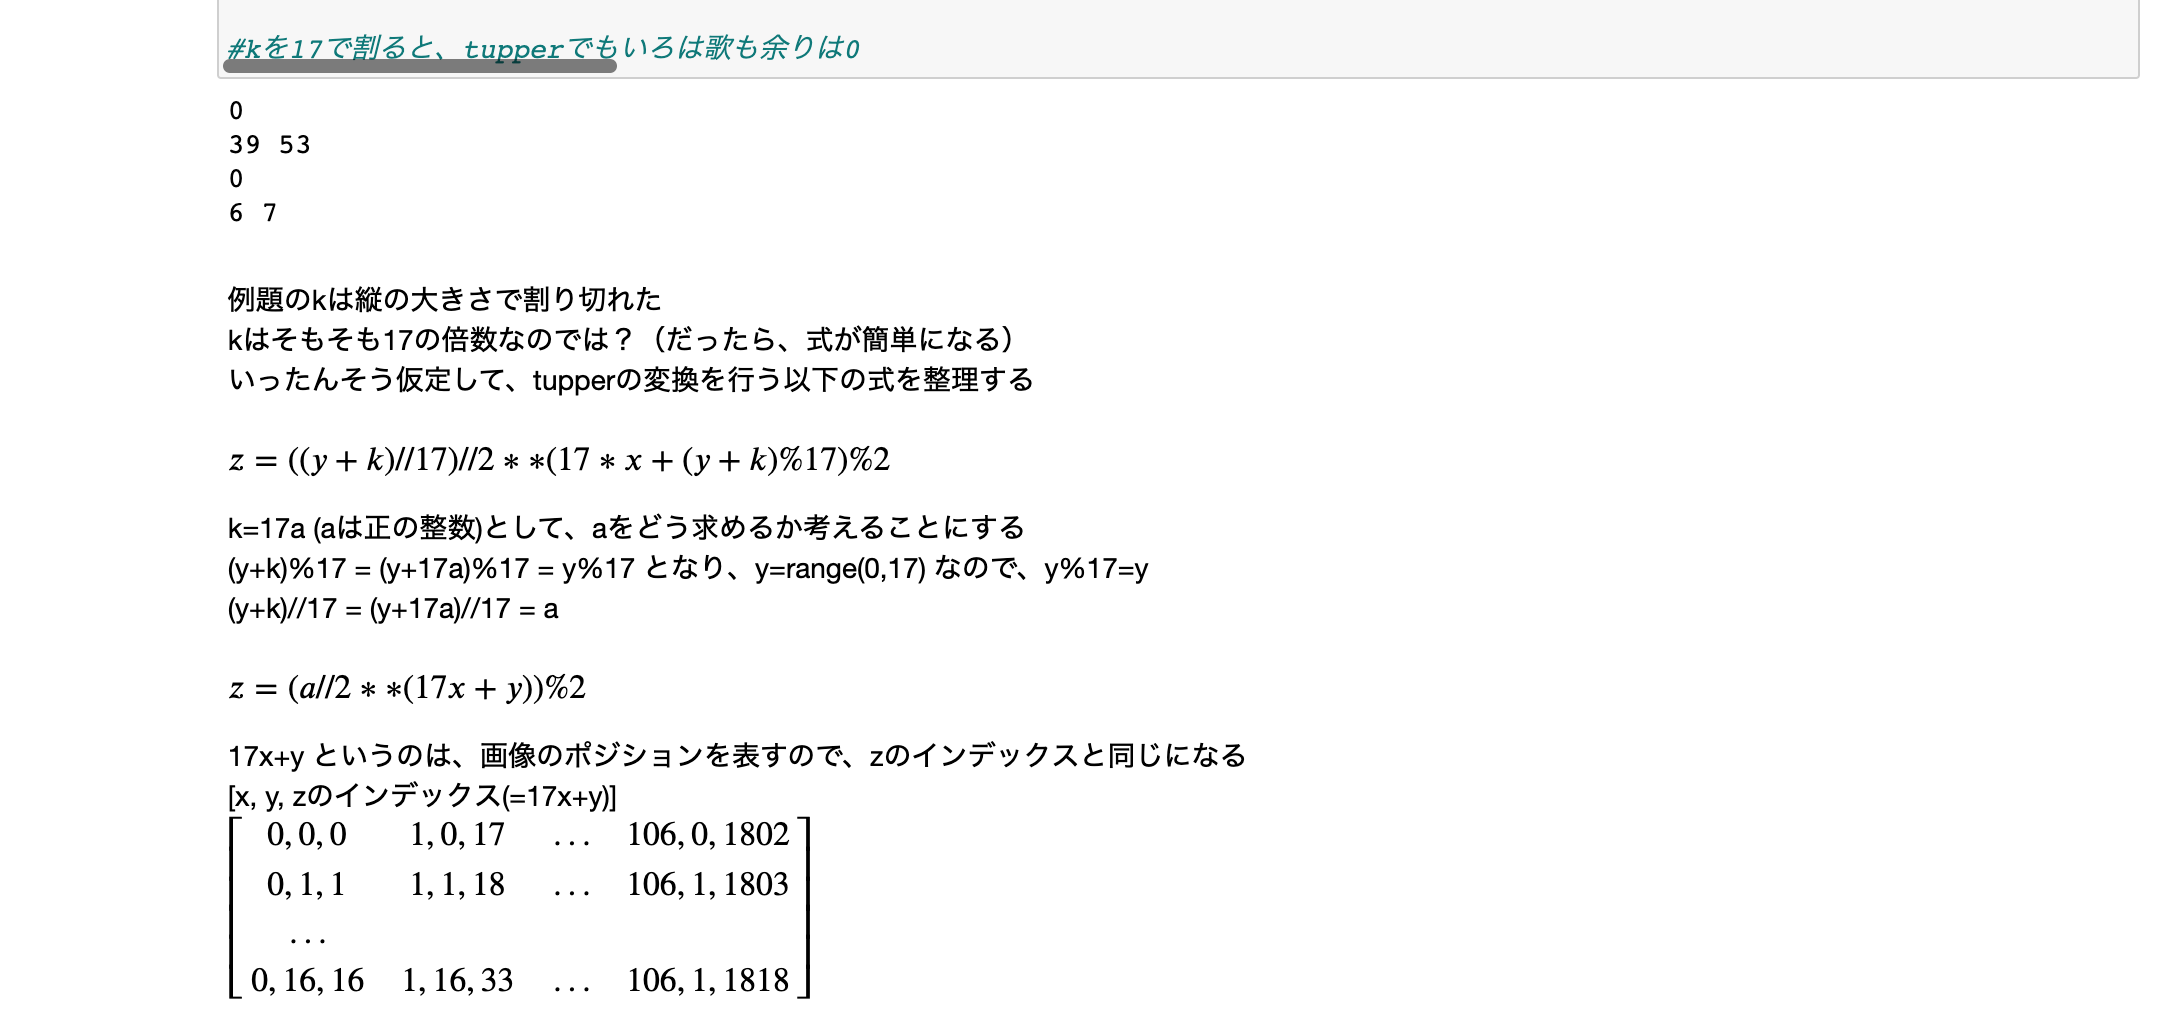 #kを17で割ると、tupperでもいろは歌も余りは0
0
39 53
0
6 7
例題のkは縦の大きさで割り切れた
kはそもそも17の倍数なのでは？（だったら、式が簡単になる）
いったんそう仮定して、tupperの変換を行う以下の式を整理する
z = ((y + k)//17)//2 * *(17 * x + (y + k)%17)%2
k=17a (aは正の整数)として、aをどう求めるか考えることにする
(y+k)%17 = (y+17a)%17 = y%17 となり、y=range(0,17) なので、y%17=y
(y+k)//17 = (y+17a)//17 = a
z = (a//2 * *(17x + y))%2
17x+y というのは、画像のポジションを表すので、zのインデックスと同じになる
[x, y, zのインデックス(=17x+y)]
0, 0, 0 1, 0, 17 ... 106, 0, 1802
0, 1, 1 1, 1, 18 ... 106, 1, 1803
...
0, 16, 16 1, 16, 33 ... 106, 1, 1818